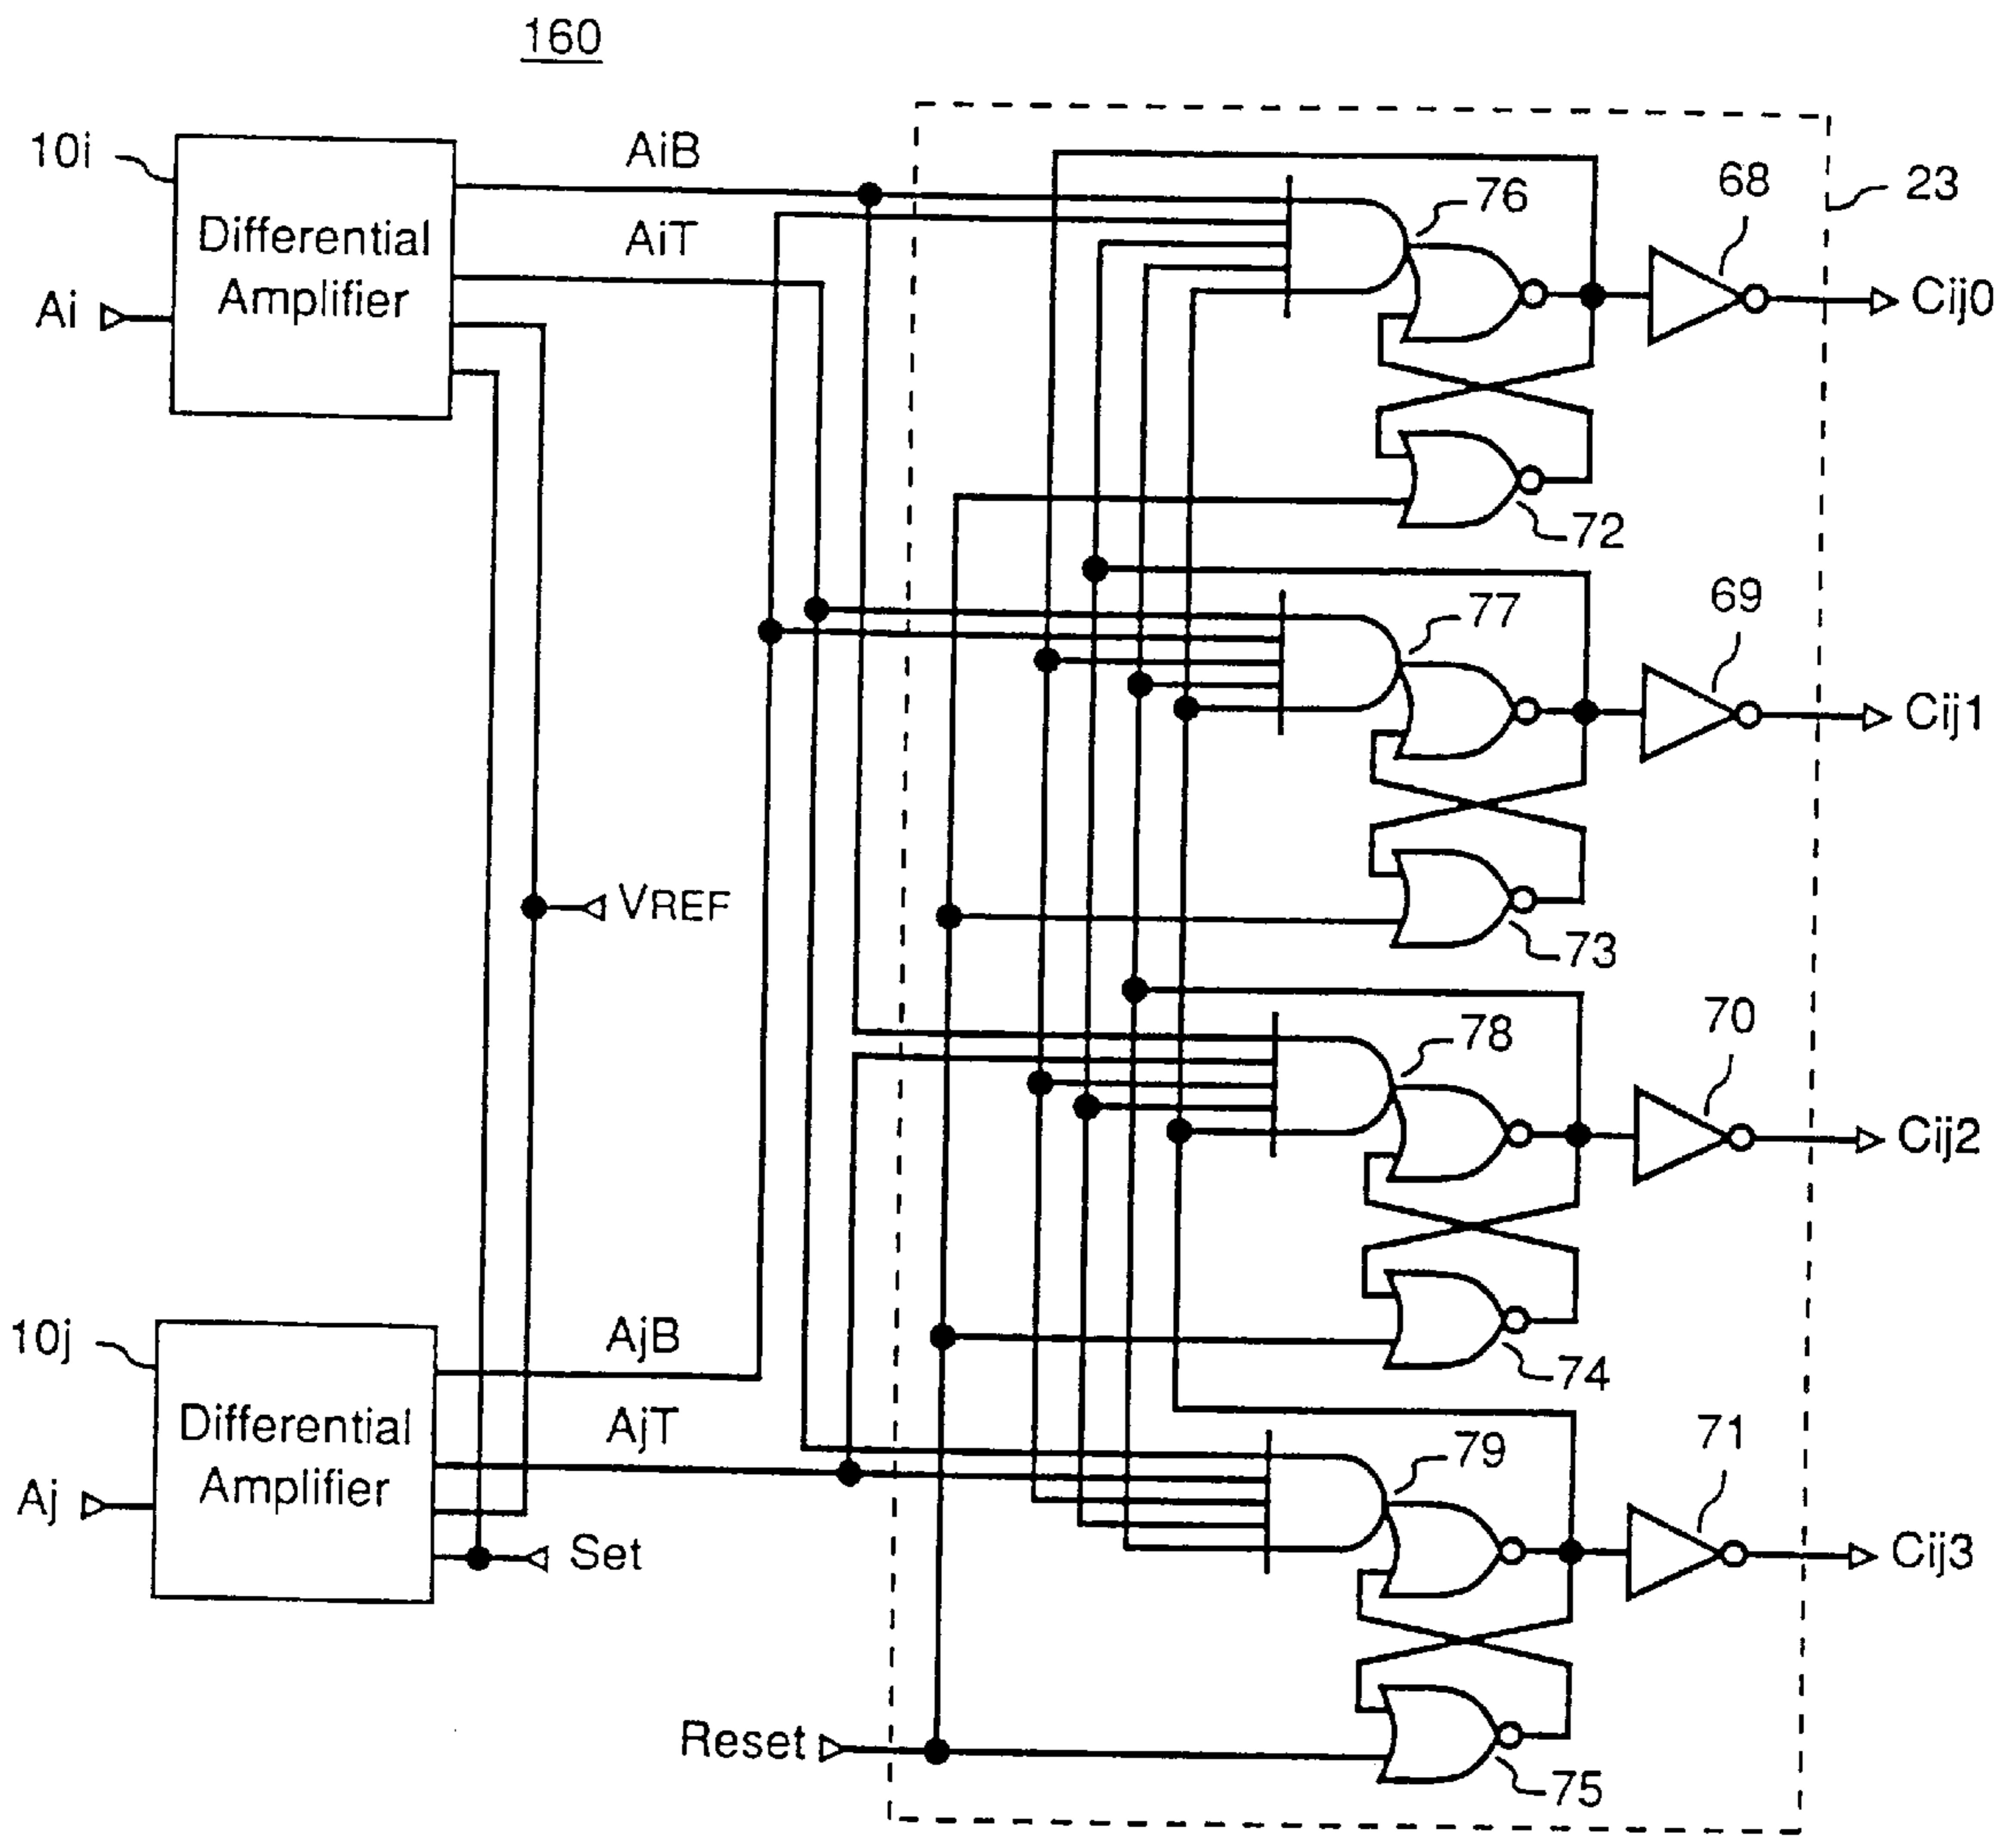 160
10i
AiB
AiT
Differential
Amplifier
Ai
76
68
23
Cij0
72
77
69
Cij1
VREF
73
78
70
Cij2
74
10j
AjB
AjT
Differential
Amplifier
Aj
Set
79
71
Cij3
Reset
75